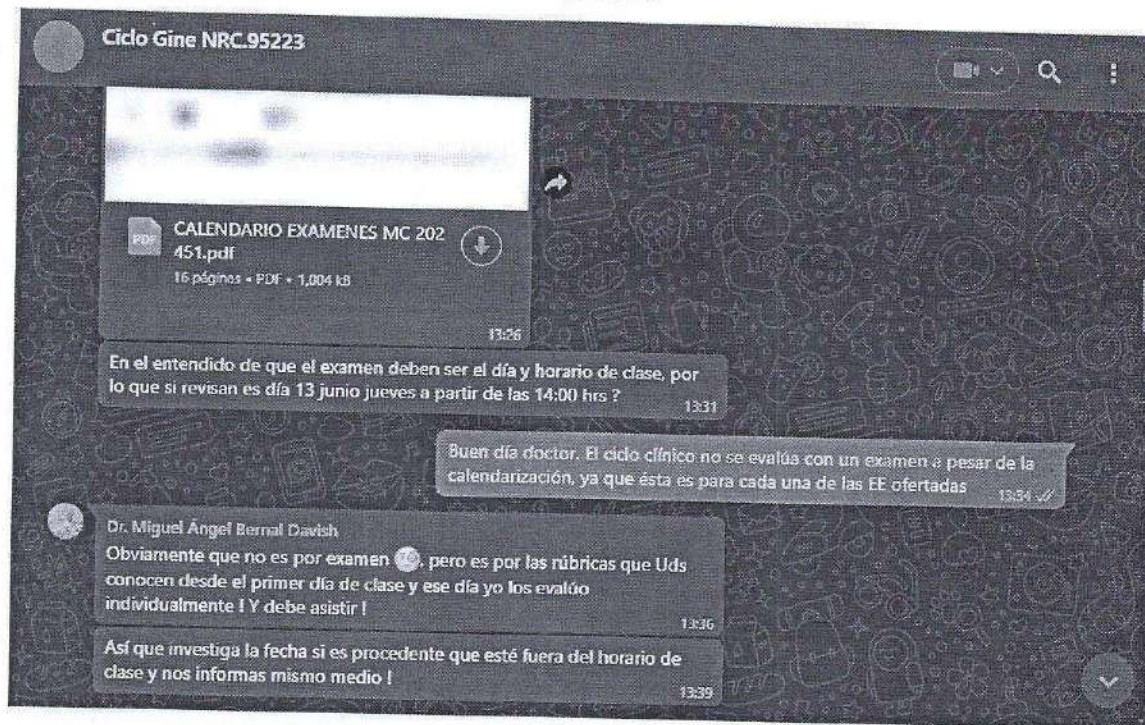 Ciclo Gine NRC.95223
PDF
CALENDARIO EXAMENES MC 202
451.pdf
16 páginas • PDF • 1,004 kB
13:26
En el entendido de que el examen deben ser el día y horario de clase, por
lo que si revisan es día 13 junio jueves a partir de las 14:00 hrs ?
13:31
Buen día doctor. El ciclo clínico no se evalúa con un examen a pesar de la
calendarización, ya que ésta es para cada una de las EE ofertadas
13:34
Dr. Miguel Ángel Bernal Davish
Obviamente que no es por examen , pero es por las rúbricas que Uds
conocen desde el primer día de clase y ese día yo los evalúo
individualmente ! Y debe asistir !
13:36
Así que investiga la fecha si es procedente que esté fuera del horario de
clase y nos informas mismo medio !
13:39